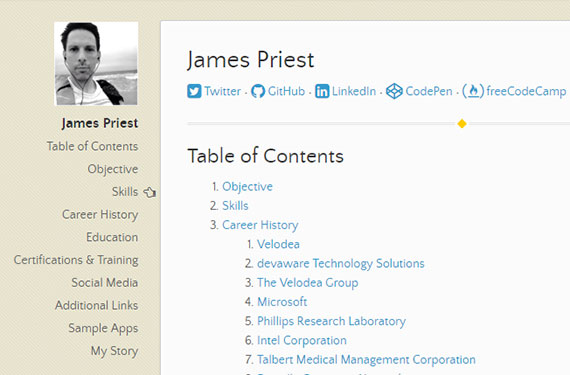 James Priest
Table of Contents
Objective
Skills
Career History
Education
Certifications & Training
Social Media
Additional Links
Sample Apps
My Story
James Priest
Twitter · GitHub · LinkedIn · CodePen · freeCodeCamp
Table of Contents
1. Objective
2. Skills
3. Career History
1. Velodea
2. devaware Technology Solutions
3. The Velodea Group
4. Microsoft
5. Phillips Research Laboratory
6. Intel Corporation
7. Talbert Medical Management Corporation